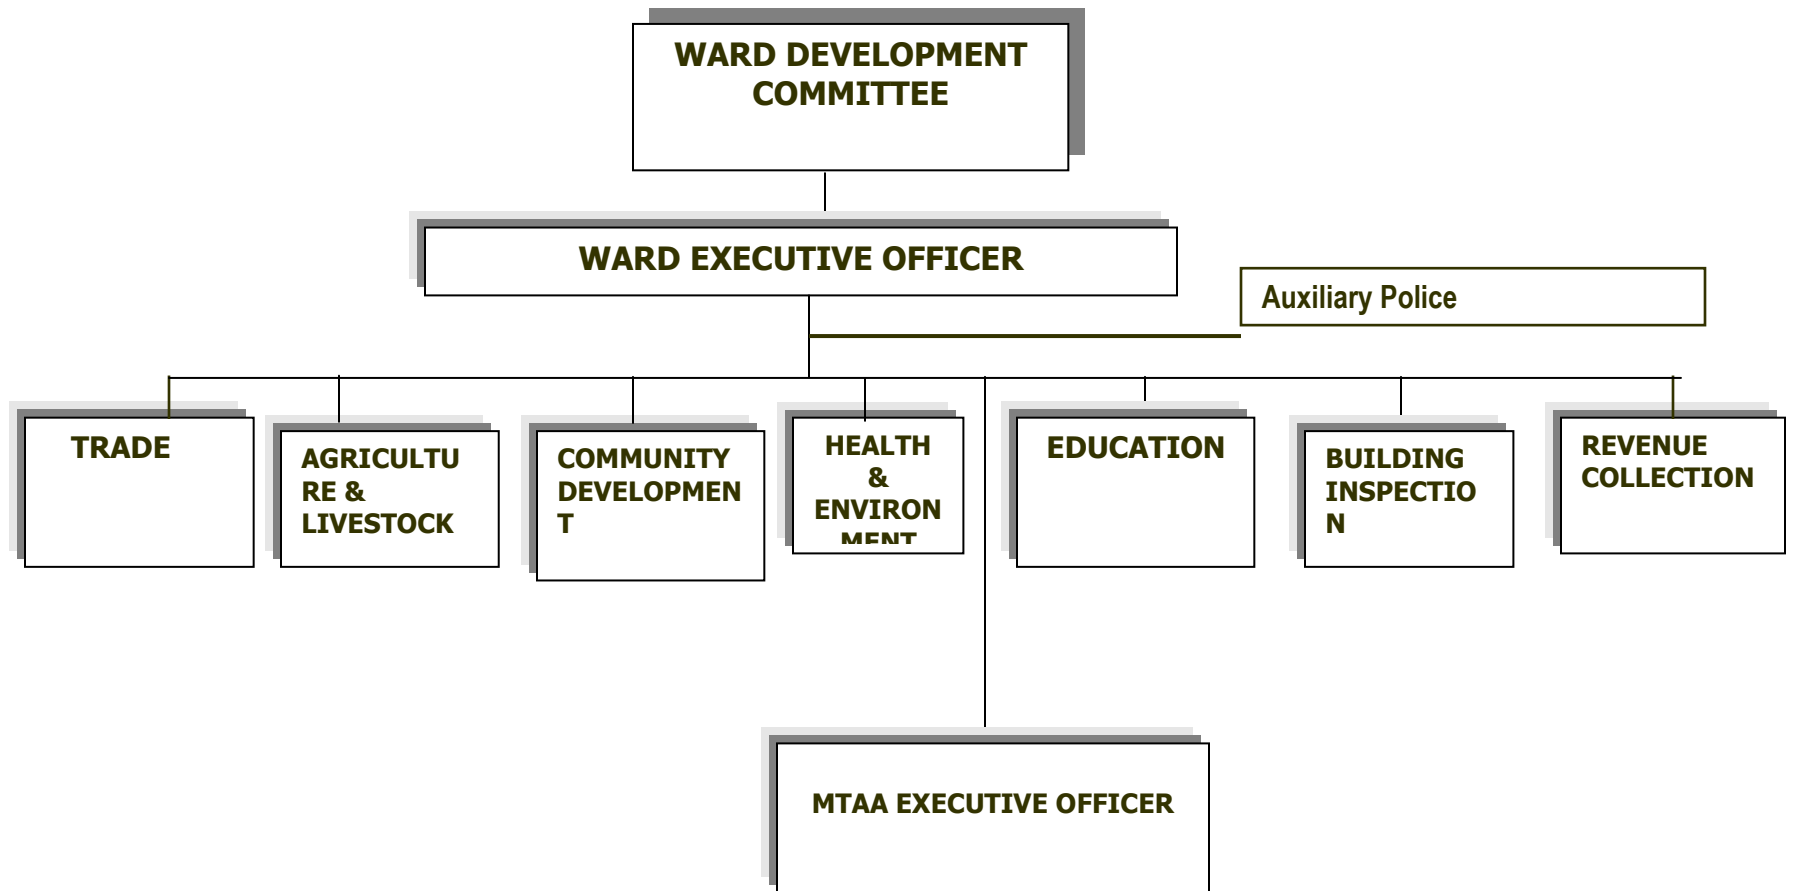 WARD DEVELOPMENT
COMMITTEE
WARD EXECUTIVE OFFICER
Auxiliary Police
TRADE
AGRICULTU
RE &
LIVESTOCK
COMMUNITY
DEVELOPMEN
T
HEALTH
&
ENVIRON
MENT
EDUCATION
BUILDING
INSPECTIO
N
REVENUE
COLLECTION
MTAA EXECUTIVE OFFICER